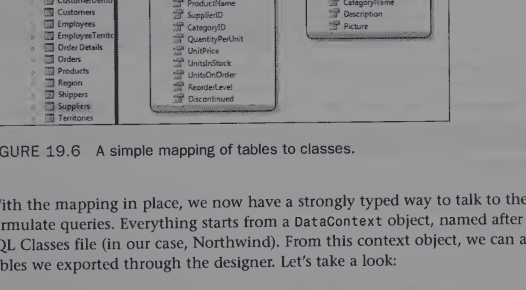 Customers
Employees
EmployeeTerritc
Order Details
Orders
Products
Region
Shippers
Suppliers
Territories
ProductName
SupplierID
CategoryID
QuantityPerUnit
UnitPrice
UnitsInStock
UnitsOnOrder
ReorderLevel
Discontinued
CategoryName
Description
Picture
GURE 19.6 A simple mapping of tables to classes.
ith the mapping in place, we now have a strongly typed way to talk to the
rmulate queries. Everything starts from a DataContext object, named after
QL Classes file (in our case, Northwind). From this context object, we can a
bles we exported through the designer. Let's take a look: